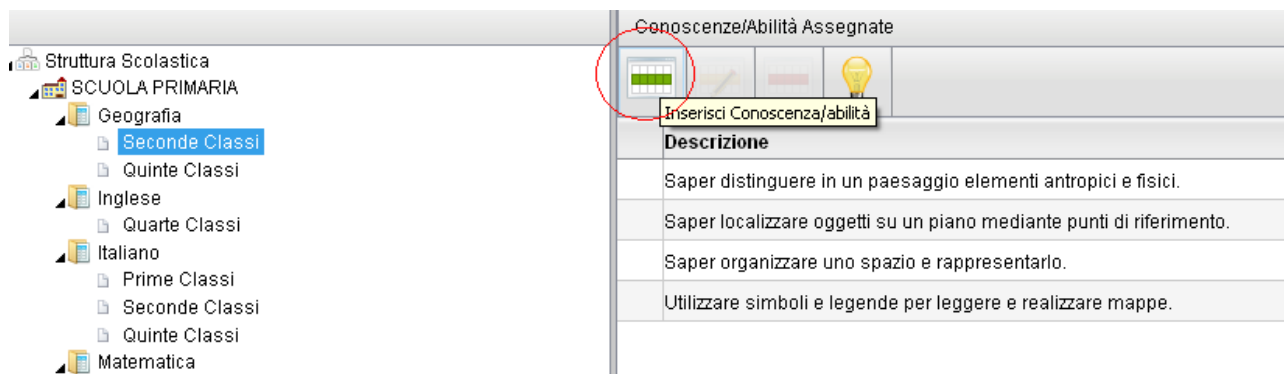 Conoscenze/Abilità Assegnate
Struttura Scolastica
SCUOLA PRIMARIA
Geografia
Seconde Classi
Quinte Classi
Inglese
Quarte Classi
Italiano
Prime Classi
Seconde Classi
Quinte Classi
Matematica
Inserisci Conoscenza/abilità
Descrizione
Saper distinguere in un paesaggio elementi antropici e fisici.
Saper localizzare oggetti su un piano mediante punti di riferimento.
Saper organizzare uno spazio e rappresentarlo.
Utilizzare simboli e legende per leggere e realizzare mappe.